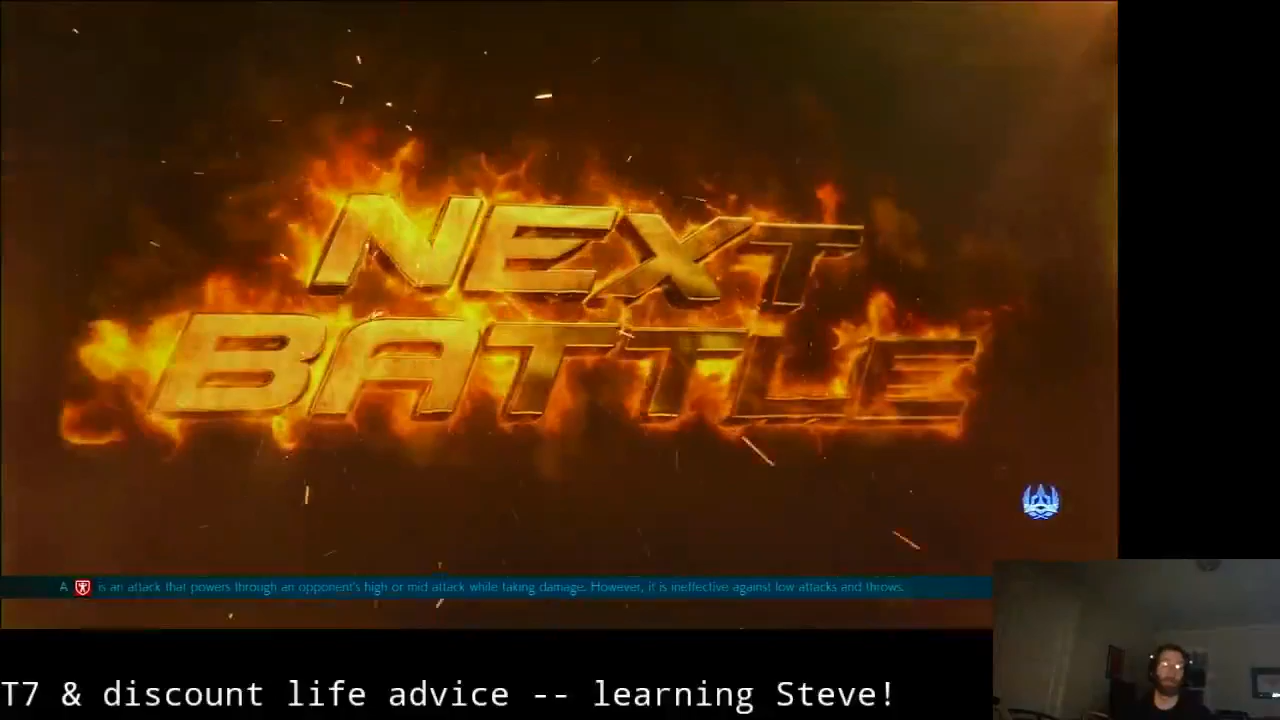 NEXT
BATTLE
A is an attack that powers through an opponent's high or mid attack while taking damage. However, it is ineffective against low attacks and throws.
T7 & discount life advice -- learning Steve!